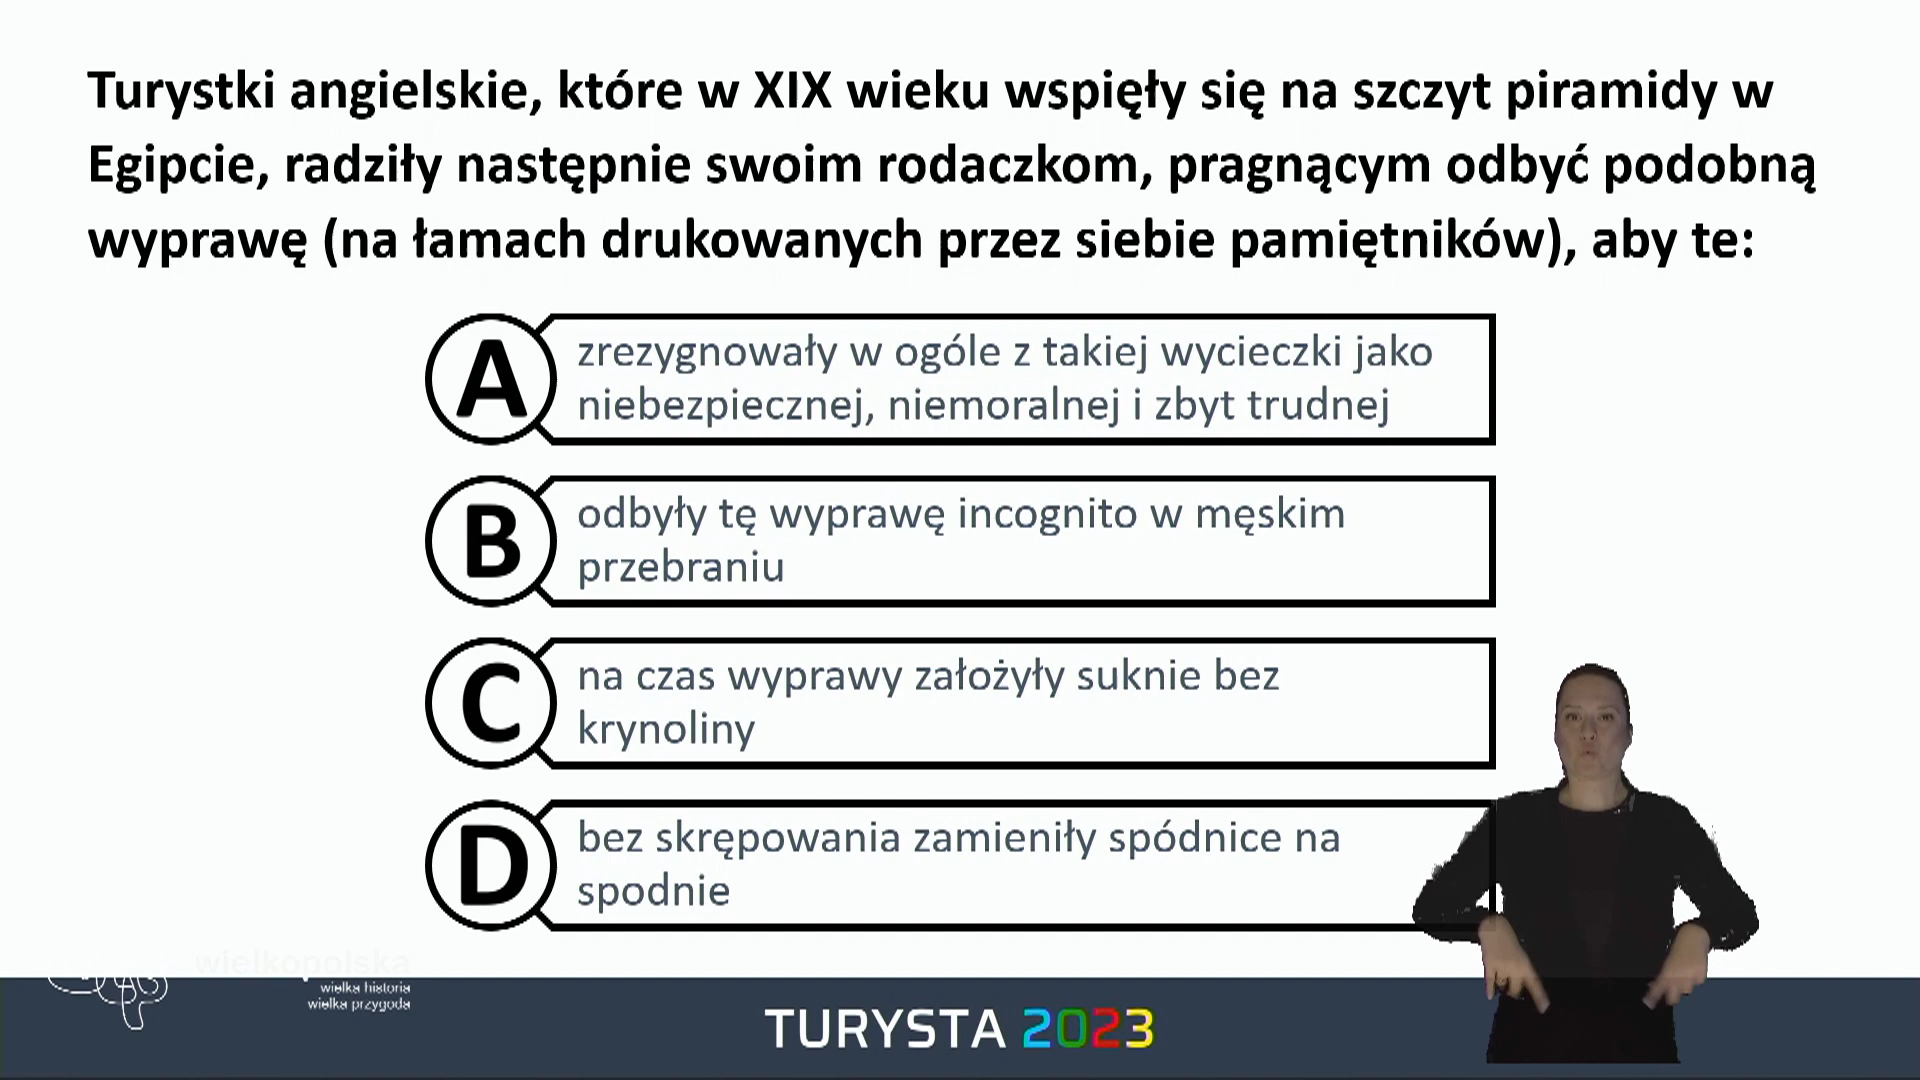 Turystki angielskie, które w XIX wieku wspięły się na szczyt piramidy w
Egipcie, radziły następnie swoim rodaczkom, pragnącym odbyć podobną
wyprawę (na łamach drukowanych przez siebie pamiętników), aby te:
A
zrezygnowały w ogóle z takiej wycieczki jako
niebezpiecznej, niemoralnej i zbyt trudnej
B
odbyły tę wyprawę incognito w męskim
przebraniu
C
na czas wyprawy założyły suknie bez
krynoliny
D
bez skrępowania zamieniły spódnice na
spodnie
wielkopolska
wielka historia
wielka przygoda
TURYSTA 2023